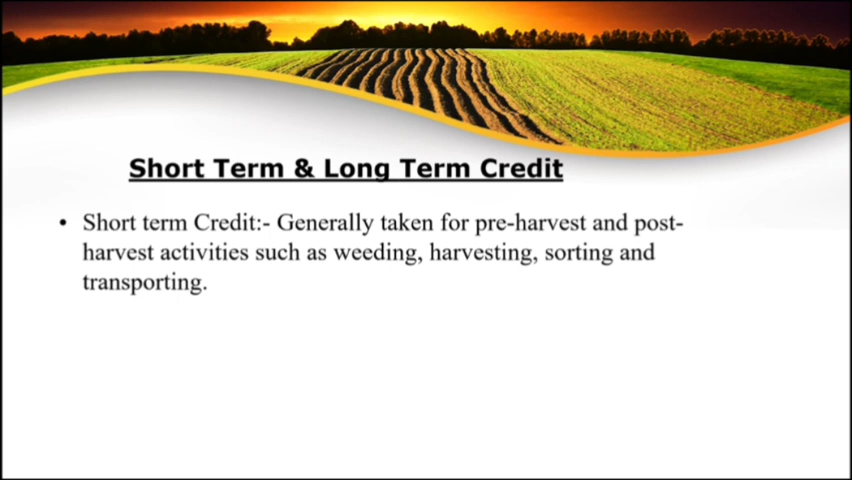 Short Term & Long Term Credit
• Short term Credit:- Generally taken for pre-harvest and post-
harvest activities such as weeding, harvesting, sorting and
transporting.